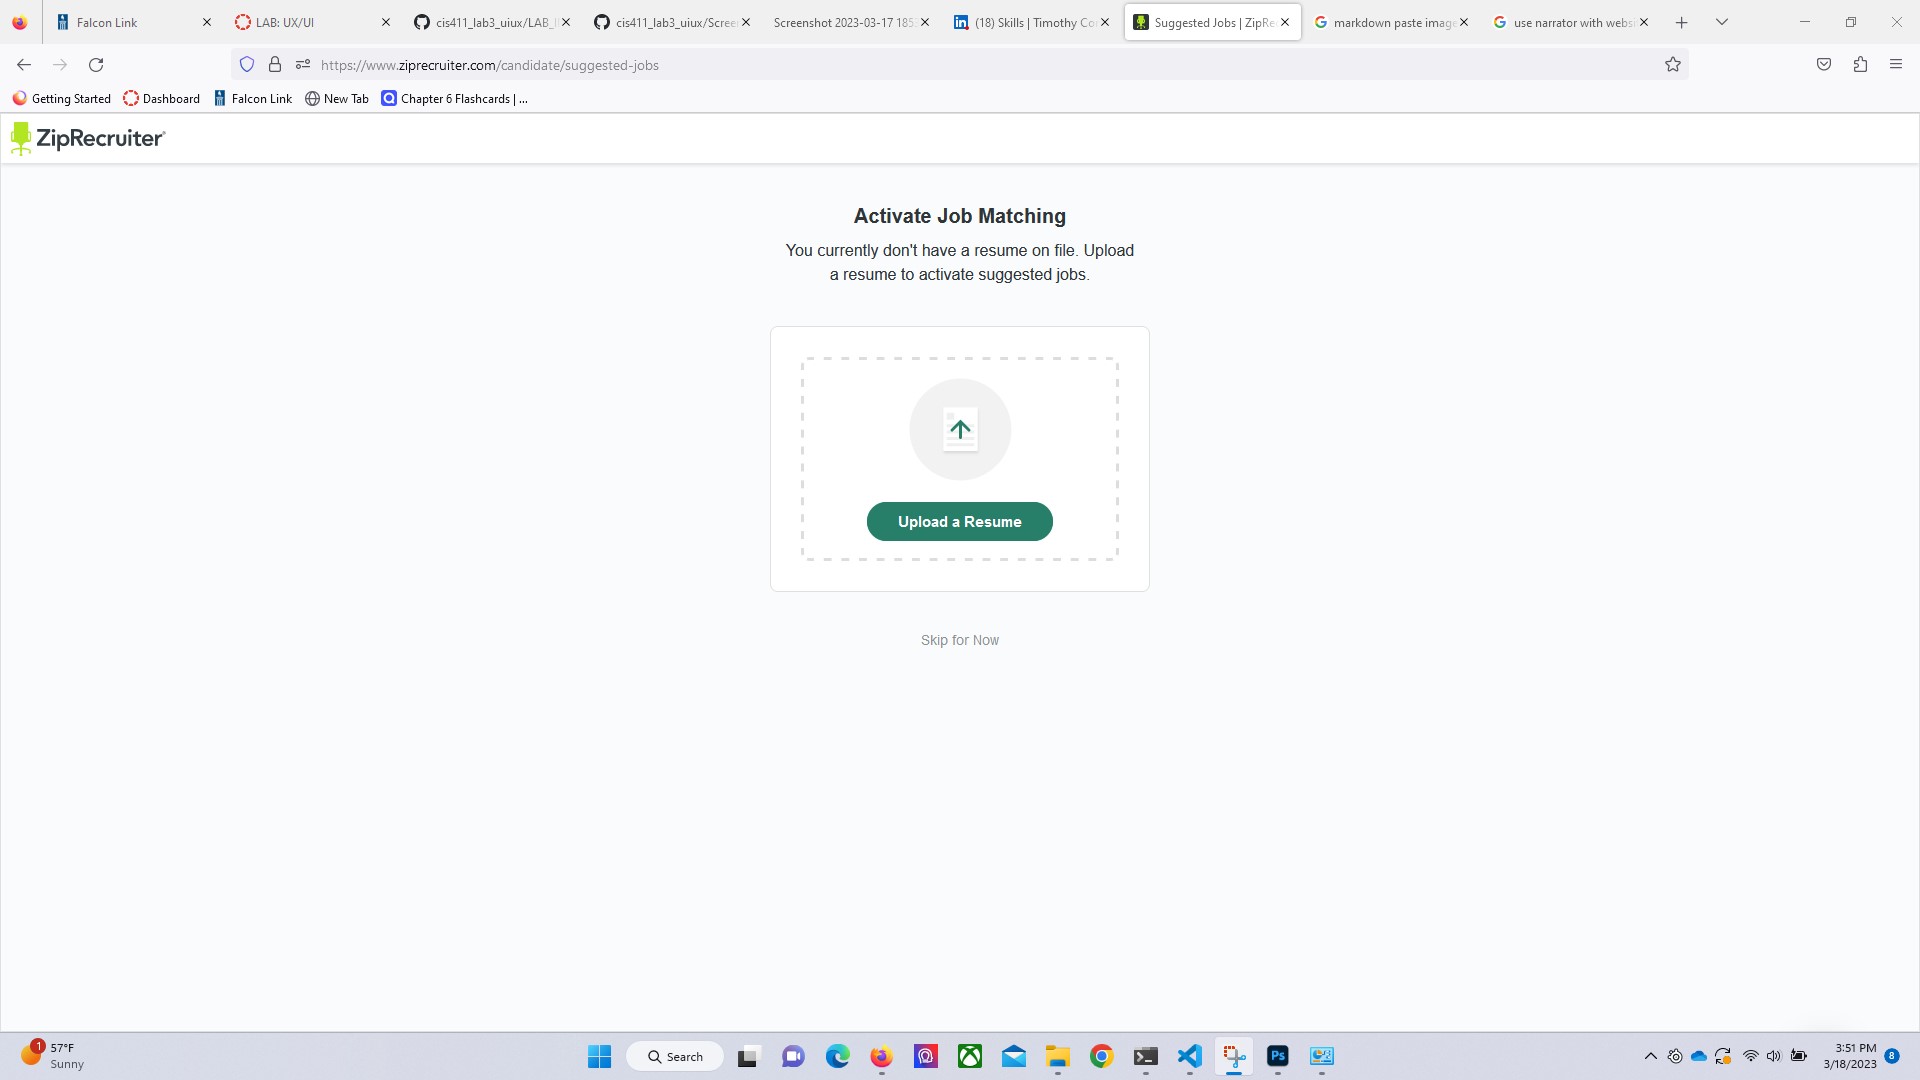 Falcon Link
LAB: UX/UI
cis411_lab3_uiux/LAB_I
cis411_lab3_uiux/Scree
Screenshot 2023-03-17 185
(18) Skills | Timothy Co
Suggested Jobs | ZipRe
markdown paste image
use narrator with webs
https://www.ziprecruiter.com/candidate/suggested-jobs
Getting Started
Dashboard
Falcon Link
New Tab
Chapter 6 Flashcards | ...
ZipRecruiter
Activate Job Matching
You currently don't have a resume on file. Upload
a resume to activate suggested jobs.
Upload a Resume
Skip for Now
1
57°F
Sunny
Search
Ps
3:51 PM
3/18/2023
8